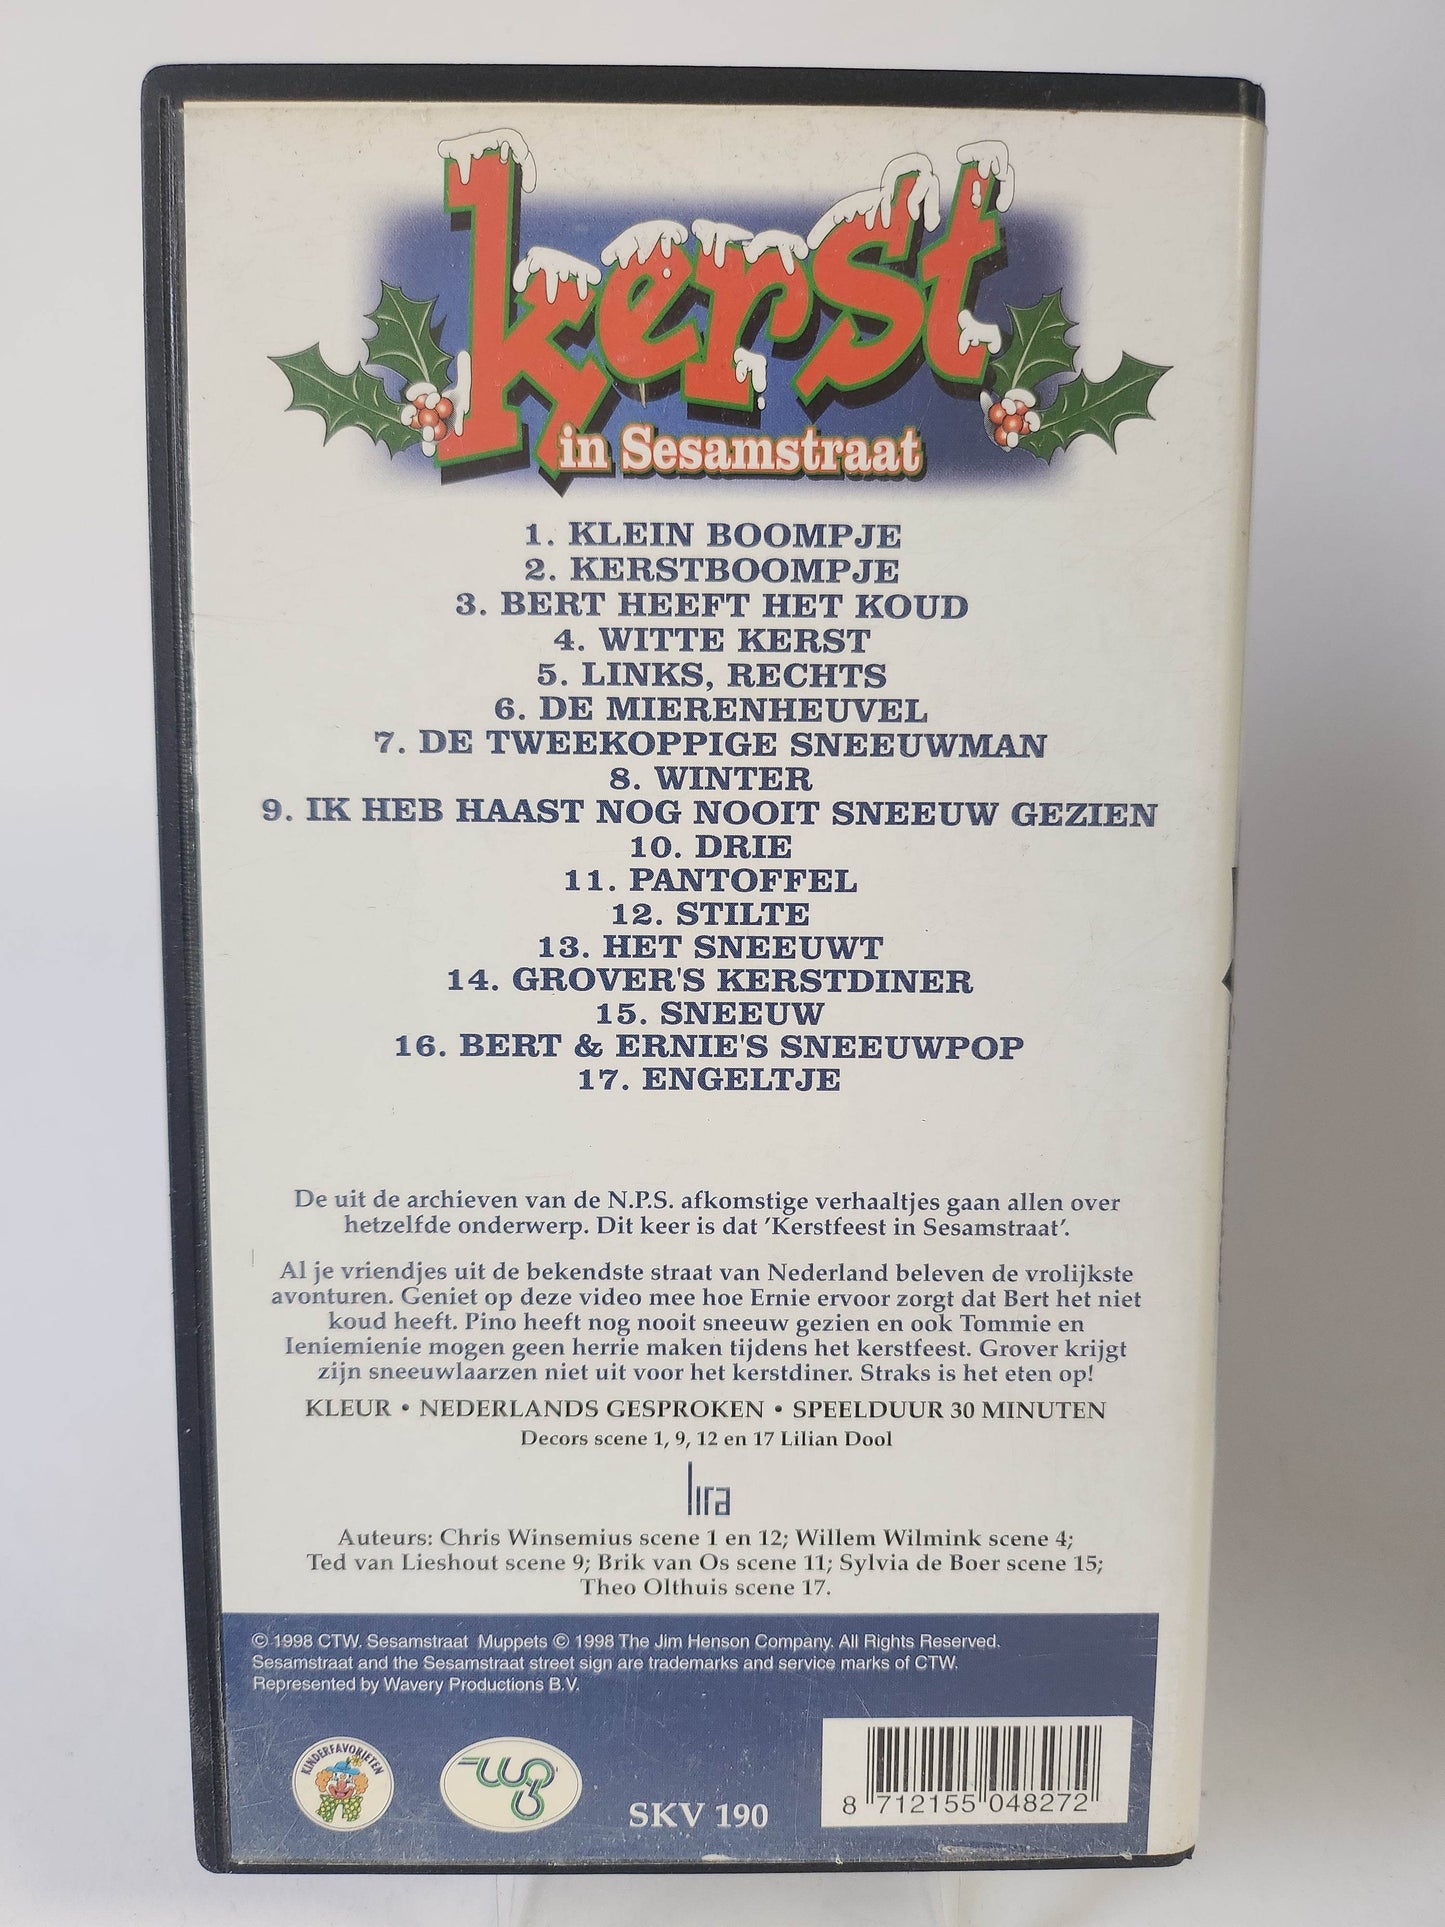 kerst
in Sesamstraat
1. KLEIN BOOMPJE
2. KERSTBOOMPJE
3. BERT HEEFT HET KOUD
4. WITTE KERST
5. LINKS, RECHTS
6. DE MIERENHEUVEL
7. DE TWEEKOPPIGE SNEEUWMAN
8. WINTER
9. IK HEB HAAST NOG NOOIT SNEEUW GEZIEN
10. DRIE
11. PANTOFFEL
12. STILTE
13. HET SNEEUWT
14. GROVER'S KERSTDINER
15. SNEEUW
16. BERT & ERNIE'S SNEEUWPOP
17. ENGELTJE
De uit de archieven van de N.P.S. afkomstige verhaaltjes gaan allen over
hetzelfde onderwerp. Dit keer is dat 'Kerstfeest in Sesamstraat'.
Al je vriendjes uit de bekendste straat van Nederland beleven de vrolijkste
avonturen. Geniet op deze video mee hoe Ernie ervoor zorgt dat Bert het niet
koud heeft. Pino heeft nog nooit sneeuw gezien en ook Tommie en
Ieniemienie mogen geen herrie maken tijdens het kerstfeest. Grover krijgt
zijn sneeuwlaarzen niet uit voor het kerstdiner. Straks is het eten op!
KLEUR • NEDERLANDS GESPROKEN • SPEELDUUR 30 MINUTEN
Decors scene 1, 9, 12 en 17 Lilian Dool
lira
Auteurs: Chris Winsemius scene 1 en 12; Willem Wilmink scene 4;
Ted van Lieshout scene 9; Brik van Os scene 11; Sylvia de Boer scene 15;
Theo Olthuis scene 17.
© 1998 CTW. Sesamstraat Muppets © 1998 The Jim Henson Company. All Rights Reserved.
Sesamstraat and the Sesamstraat street sign are trademarks and service marks of CTW.
Represented by Wavery Productions B.V.
KINDERFAVORIETEN
SKV 190
8 712155 048272